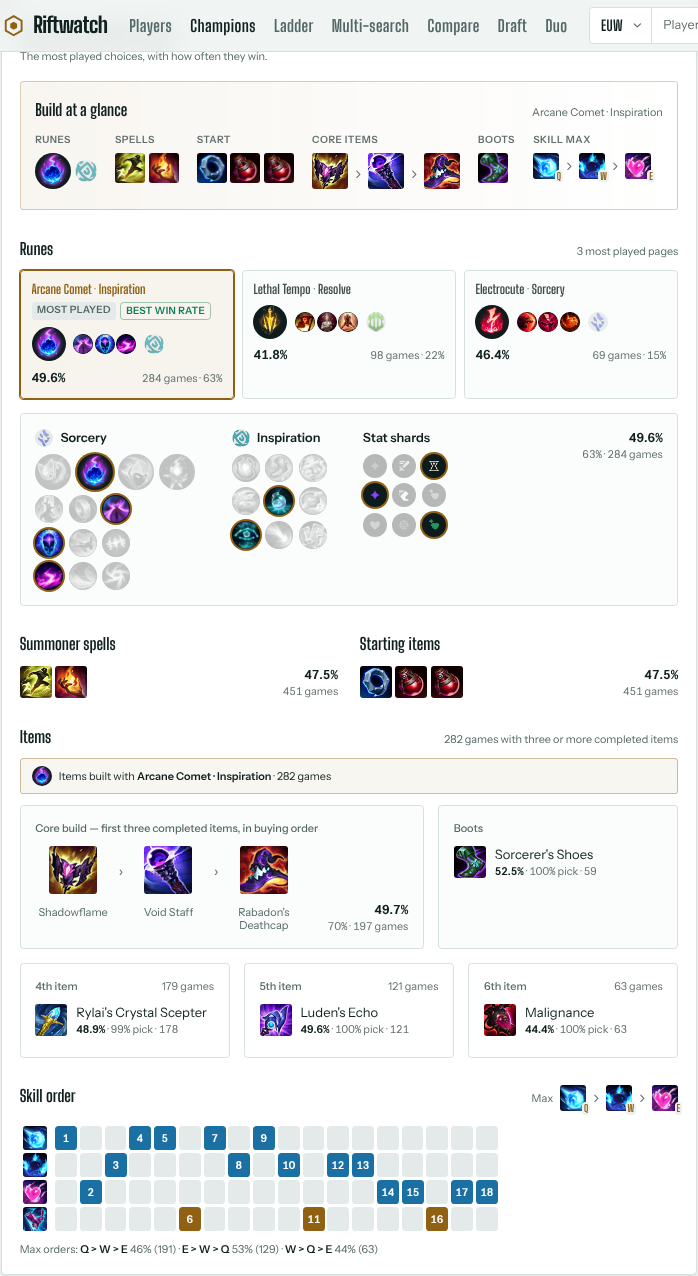 Riftwatch Players Champions Ladder Multi-search Compare Draft Duo EUW Player
The most played choices, with how often they win.
Build at a glance
Arcane Comet · Inspiration
RUNES SPELLS START CORE ITEMS BOOTS SKILL MAX
Q W E
Runes
3 most played pages
Arcane Comet · Inspiration
MOST PLAYED BEST WIN RATE
49.6% 284 games · 63%
Lethal Tempo · Resolve
41.8% 98 games · 22%
Electrocute · Sorcery
46.4% 69 games · 15%
Sorcery Inspiration Stat shards 49.6%
63% · 284 games
Summoner spells
47.5%
451 games
Starting items
47.5%
451 games
Items
282 games with three or more completed items
Items built with Arcane Comet · Inspiration · 282 games
Core build — first three completed items, in buying order
Shadowflame
Void Staff
Rabadon's
Deathcap
49.7%
70% · 197 games
Boots
Sorcerer's Shoes
52.5% · 100% pick · 59
4th item 179 games
Rylai's Crystal Scepter
48.9% · 99% pick · 178
5th item 121 games
Luden's Echo
49.6% · 100% pick · 121
6th item 63 games
Malignance
44.4% · 100% pick · 63
Skill order
Max Q W E
1 4 5 7 9
3 8 10 12 13
2 14 15 17 18
6 11 16
Max orders: Q > W > E 46% (191) · E > W > Q 53% (129) · W > Q > E 44% (63)